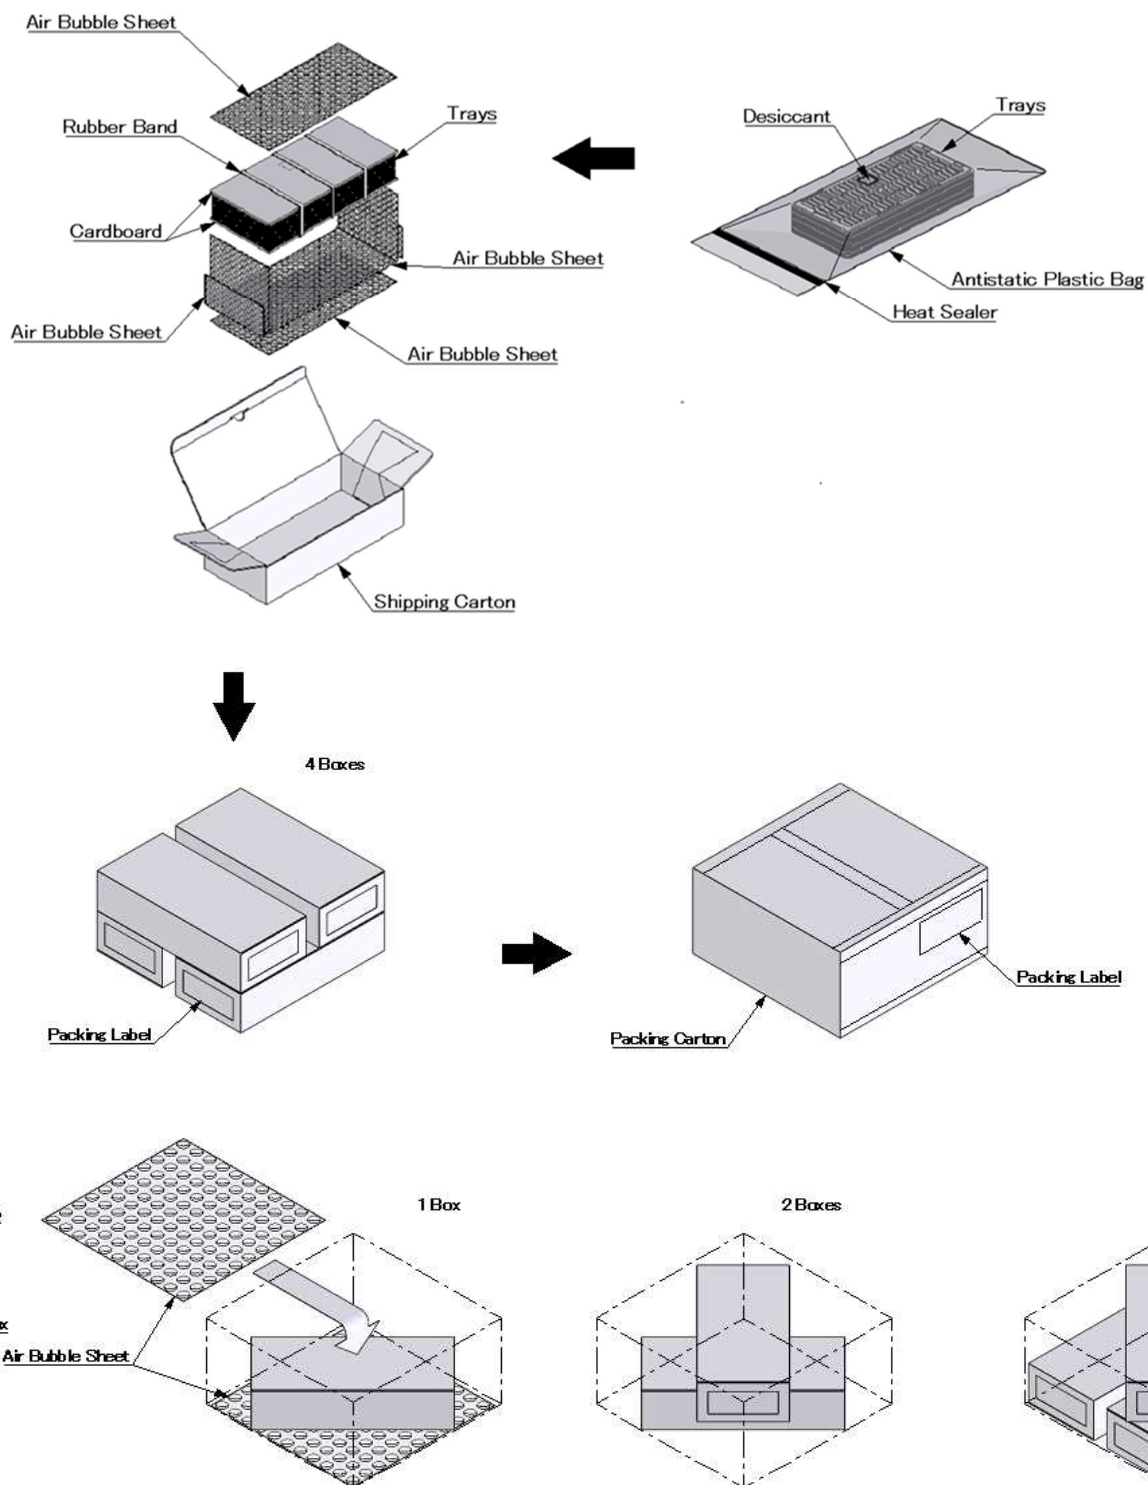 Air Bubble Sheet
Rubber Band
Trays
Cardboard
Air Bubble Sheet
Air Bubble Sheet
Air Bubble Sheet
Desiccant
Trays
Antistatic Plastic Bag
Heat Sealer
Shipping Carton
4 Boxes
Packing Label
Packing Label
Packing Carton
1 Box
2 Boxes
Air Bubble Sheet